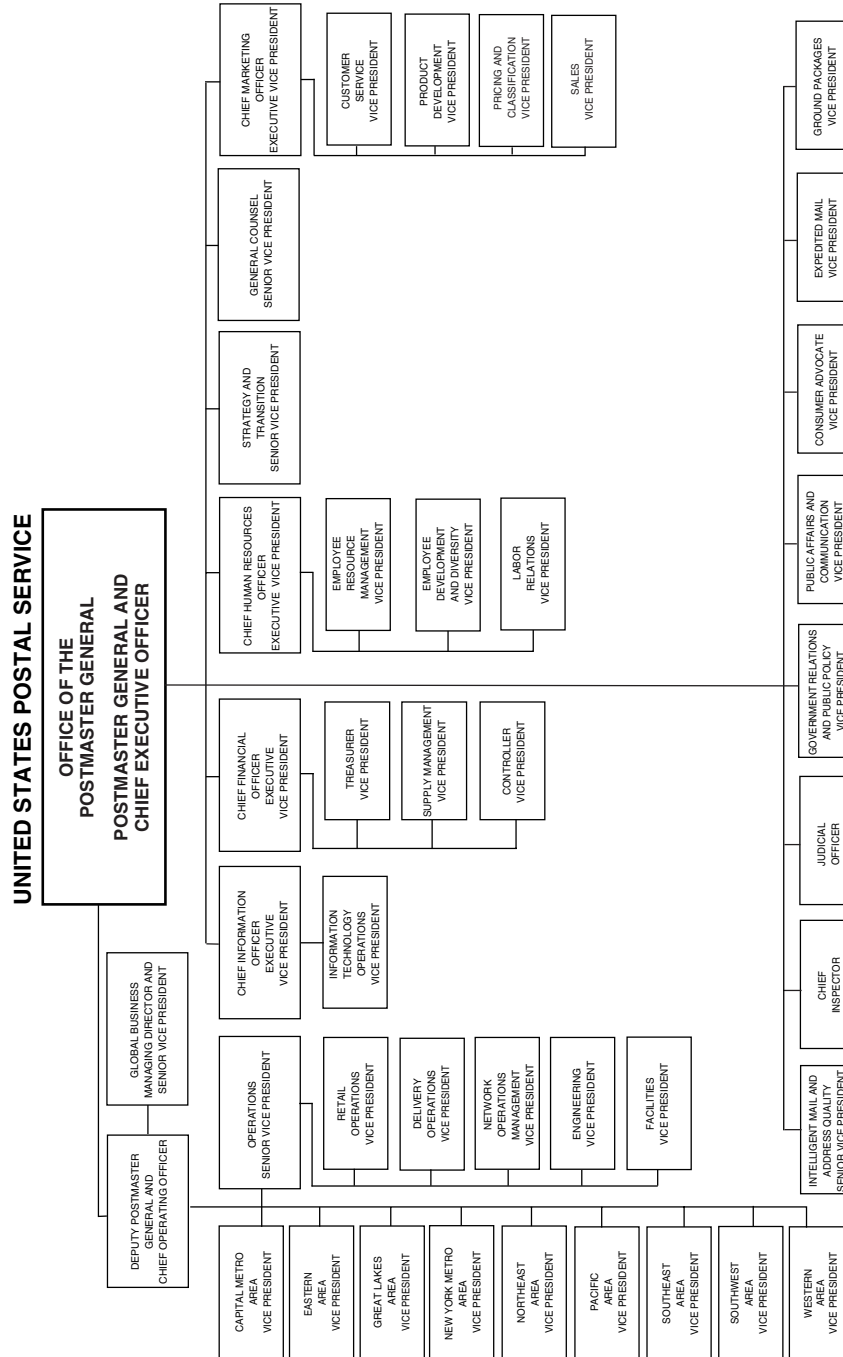 UNITED STATES POSTAL SERVICE
OFFICE OF THE
POSTMASTER GENERAL
POSTMASTER GENERAL AND
CHIEF EXECUTIVE OFFICER
DEPUTY POSTMASTER
GENERAL AND
CHIEF OPERATING OFFICER
GLOBAL BUSINESS
MANAGING DIRECTOR AND
SENIOR VICE PRESIDENT
CAPITAL METRO
AREA
VICE PRESIDENT
EASTERN
AREA
VICE PRESIDENT
GREAT LAKES
AREA
VICE PRESIDENT
NEW YORK METRO
AREA
VICE PRESIDENT
NORTHEAST
AREA
VICE PRESIDENT
PACIFIC
AREA
VICE PRESIDENT
SOUTHEAST
AREA
VICE PRESIDENT
SOUTHWEST
AREA
VICE PRESIDENT
WESTERN
AREA
VICE PRESIDENT
OPERATIONS
SENIOR VICE PRESIDENT
RETAIL
OPERATIONS
VICE PRESIDENT
DELIVERY
OPERATIONS
VICE PRESIDENT
NETWORK
OPERATIONS
MANAGEMENT
VICE PRESIDENT
ENGINEERING
VICE PRESIDENT
FACILITIES
VICE PRESIDENT
CHIEF INFORMATION
OFFICER
EXECUTIVE
VICE PRESIDENT
INFORMATION
TECHNOLOGY
OPERATIONS
VICE PRESIDENT
CHIEF FINANCIAL
OFFICER
EXECUTIVE
VICE PRESIDENT
TREASURER
VICE PRESIDENT
SUPPLY MANAGEMENT
VICE PRESIDENT
CONTROLLER
VICE PRESIDENT
CHIEF HUMAN RESOURCES
OFFICER
EXECUTIVE VICE PRESIDENT
EMPLOYEE
RESOURCE
MANAGEMENT
VICE PRESIDENT
EMPLOYEE
DEVELOPMENT
AND DIVERSITY
VICE PRESIDENT
LABOR
RELATIONS
VICE PRESIDENT
STRATEGY AND
TRANSITION
SENIOR VICE PRESIDENT
GENERAL COUNSEL
SENIOR VICE PRESIDENT
CHIEF MARKETING
OFFICER
EXECUTIVE VICE PRESIDENT
CUSTOMER
SERVICE
VICE PRESIDENT
PRODUCT
DEVELOPMENT
VICE PRESIDENT
PRICING AND
CLASSIFICATION
VICE PRESIDENT
SALES
VICE PRESIDENT
INTELLIGENT MAIL AND
ADDRESS QUALITY
SENIOR VICE PRESIDENT
CHIEF
INSPECTOR
JUDICIAL
OFFICER
GOVERNMENT RELATIONS
AND PUBLIC POLICY
VICE PRESIDENT
PUBLIC AFFAIRS AND
COMMUNICATION
VICE PRESIDENT
CONSUMER ADVOCATE
VICE PRESIDENT
EXPEDITED MAIL
VICE PRESIDENT
GROUND PACKAGES
VICE PRESIDENT